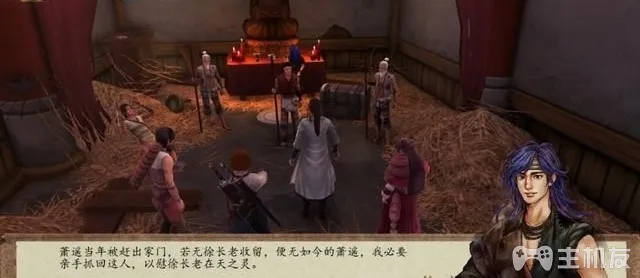 萧遥当年被赶出家门，若无徐长老收留，便无如今的萧遥，我必要
亲手抓回这人，以慰徐长老在天之灵。
主机友